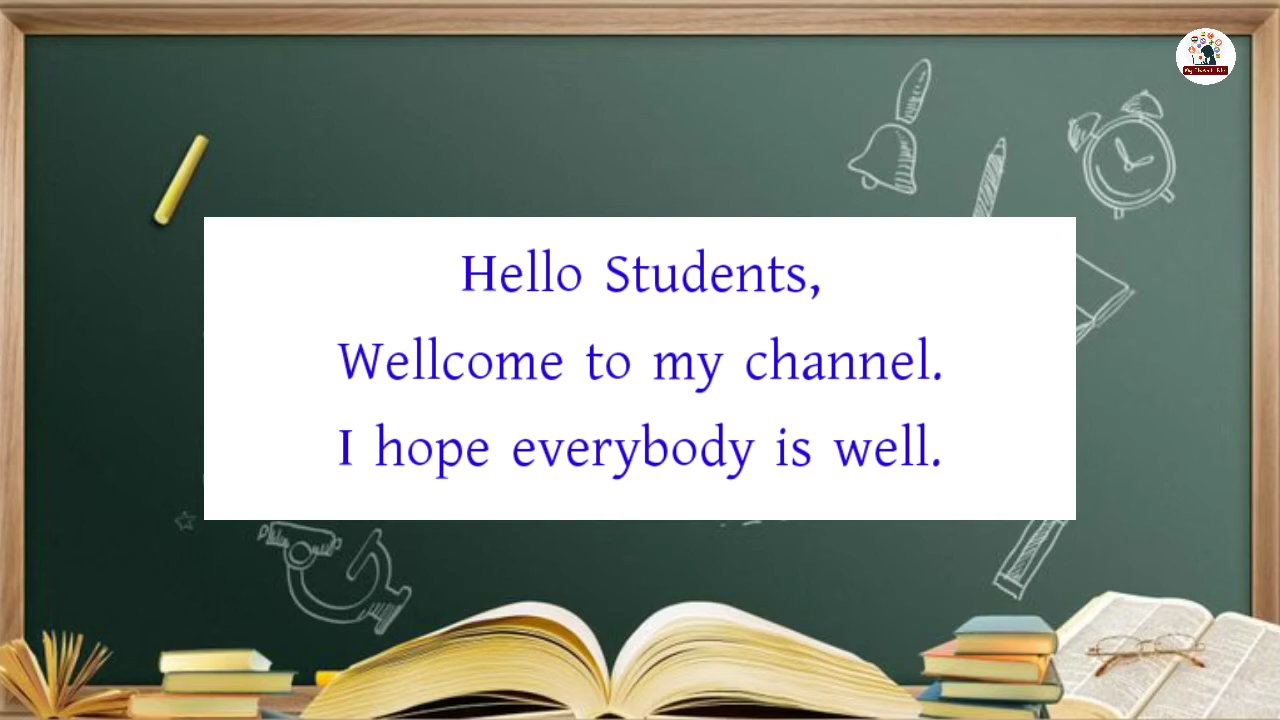 Hello Students,
Wellcome to my channel.
I hope everybody is well.